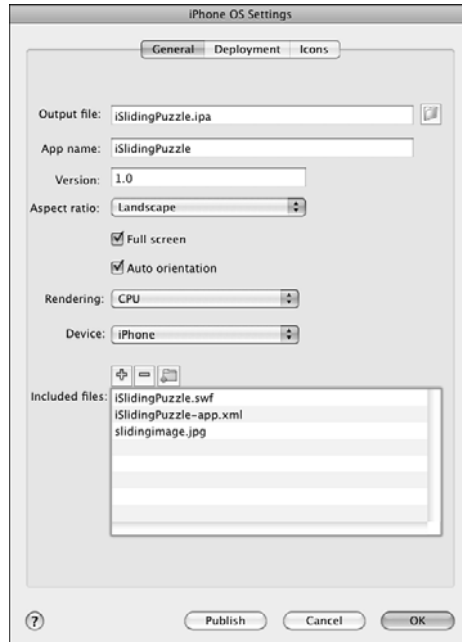 iPhone OS Settings
General Deployment Icons
Output file: iSlidingPuzzle.ipa
App name: iSlidingPuzzle
Version: 1.0
Aspect ratio: Landscape
Full screen
Auto orientation
Rendering: CPU
Device: iPhone
Included files: iSlidingPuzzle.swf
iSlidingPuzzle-app.xml
slidingimage.jpg
? Publish Cancel OK